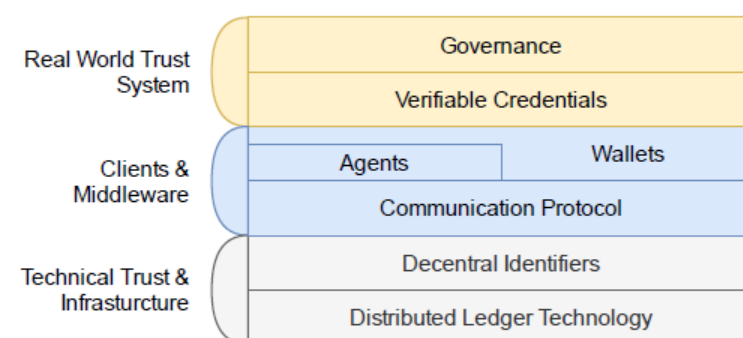 Governance
Real World Trust
System
Verifiable Credentials
Agents
Wallets
Clients &
Middleware
Communication Protocol
Decentral Identifiers
Technical Trust &
Infrasturcture
Distributed Ledger Technology